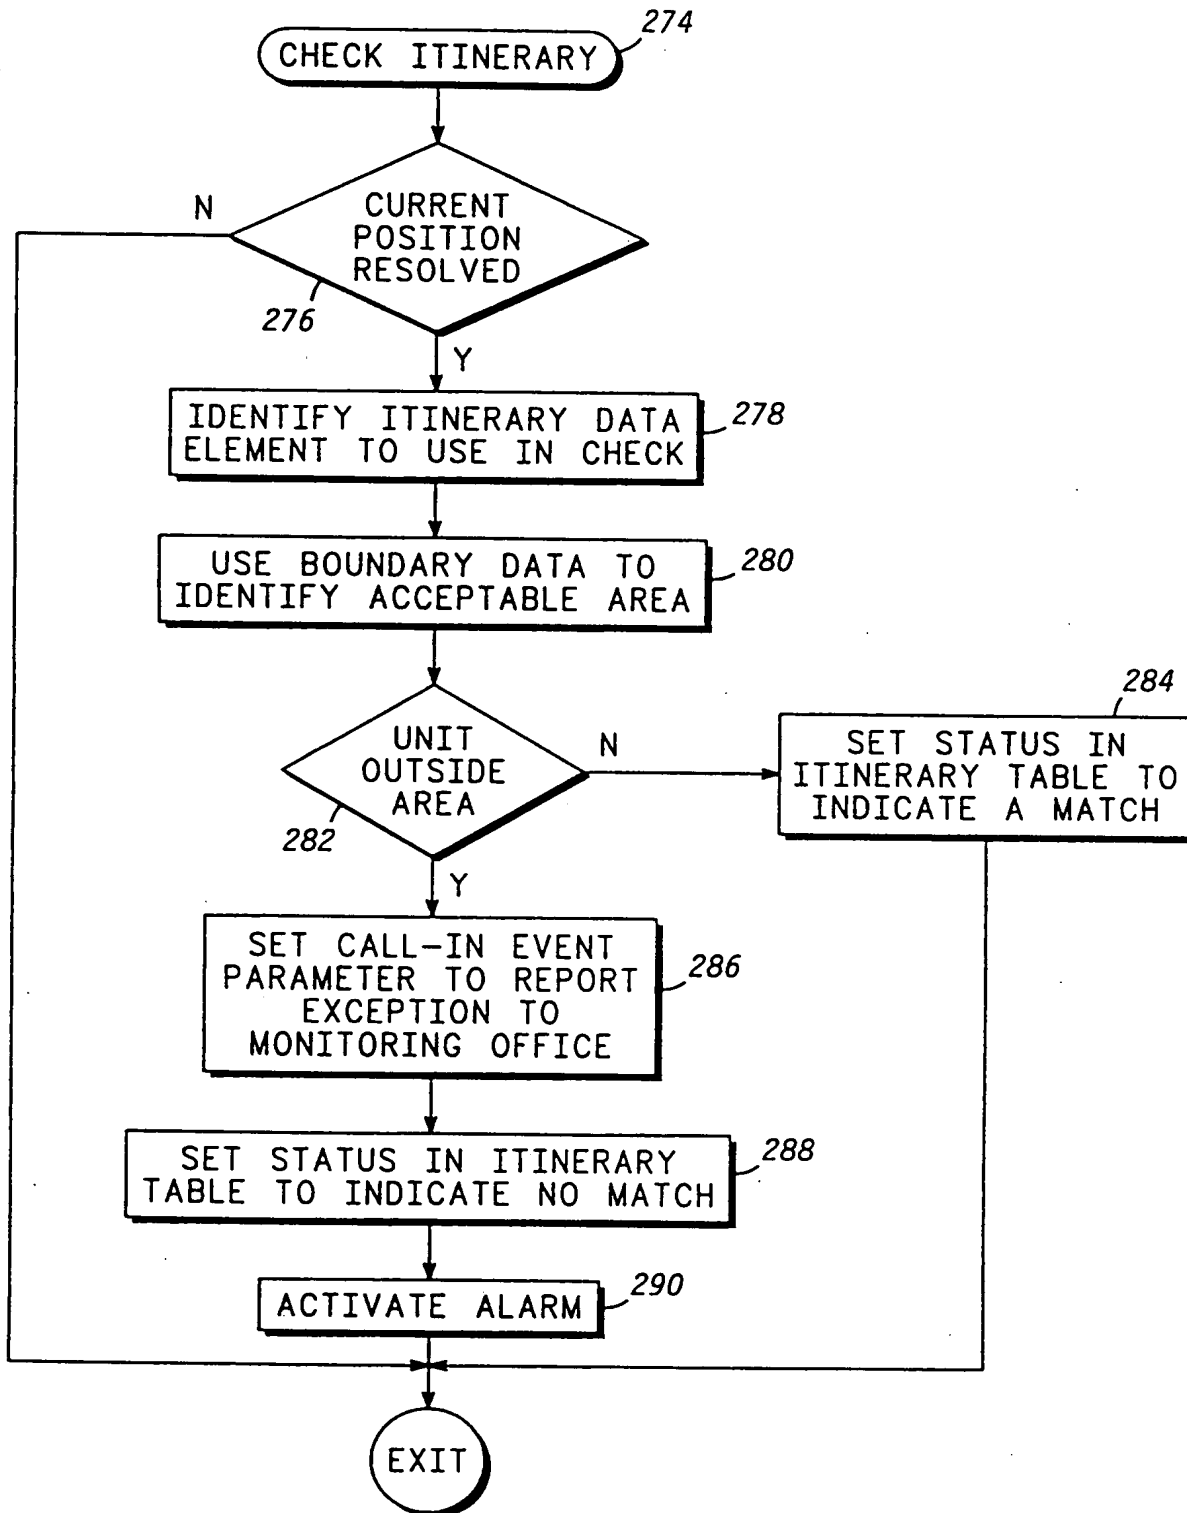 274
CHECK ITINERARY
N
CURRENT
POSITION
RESOLVED
276
Y
IDENTIFY ITINERARY DATA
ELEMENT TO USE IN CHECK
278
USE BOUNDARY DATA TO
IDENTIFY ACCEPTABLE AREA
280
UNIT
OUTSIDE
AREA
282
N
284
SET STATUS IN
ITINERARY TABLE TO
INDICATE A MATCH
Y
SET CALL-IN EVENT
PARAMETER TO REPORT
EXCEPTION TO
MONITORING OFFICE
286
SET STATUS IN ITINERARY
TABLE TO INDICATE NO MATCH
288
ACTIVATE ALARM
290
EXIT